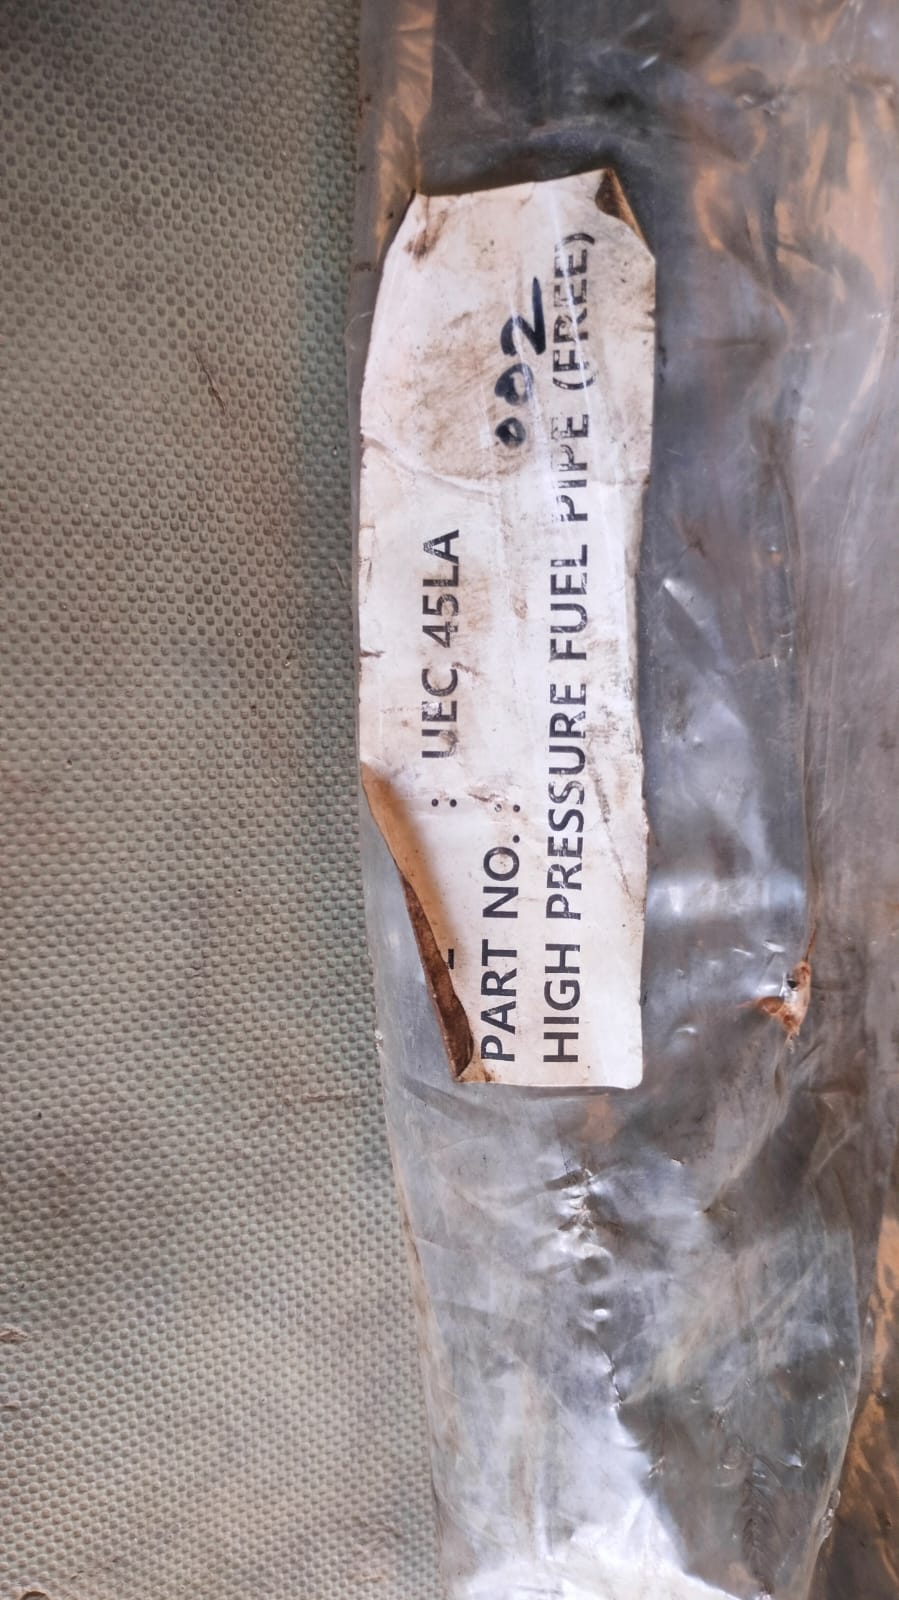 : UEC 45LA
PART NO. :
002
HIGH PRESSURE FUEL PIPE (FREE)